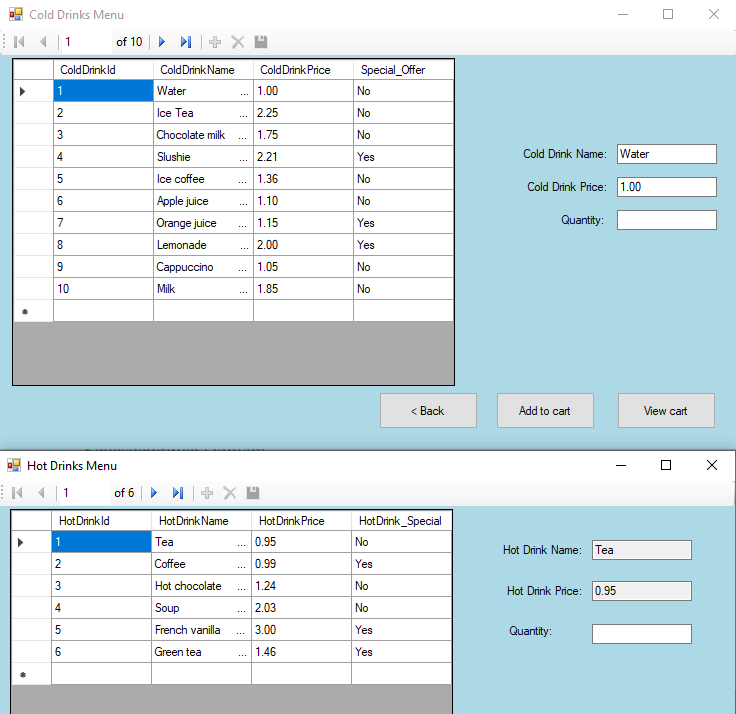 Cold Drinks Menu
1 of 10
ColdDrinkId ColdDrinkName ColdDrinkPrice Special_Offer
1 Water ... 1.00 No
2 Ice Tea ... 2.25 No
3 Chocolate milk ... 1.75 No
4 Slushie ... 2.21 Yes
5 Ice coffee ... 1.36 No
6 Apple juice ... 1.10 No
7 Orange juice ... 1.15 Yes
8 Lemonade ... 2.00 Yes
9 Cappuccino ... 1.05 No
10 Milk ... 1.85 No
Cold Drink Name: Water
Cold Drink Price: 1.00
Quantity:
< Back Add to cart View cart
Hot Drinks Menu
1 of 6
HotDrinkId HotDrinkName HotDrinkPrice HotDrink_Special
1 Tea ... 0.95 No
2 Coffee ... 0.99 Yes
3 Hot chocolate ... 1.24 No
4 Soup ... 2.03 No
5 French vanilla ... 3.00 Yes
6 Green tea ... 1.46 Yes
Hot Drink Name: Tea
Hot Drink Price: 0.95
Quantity: